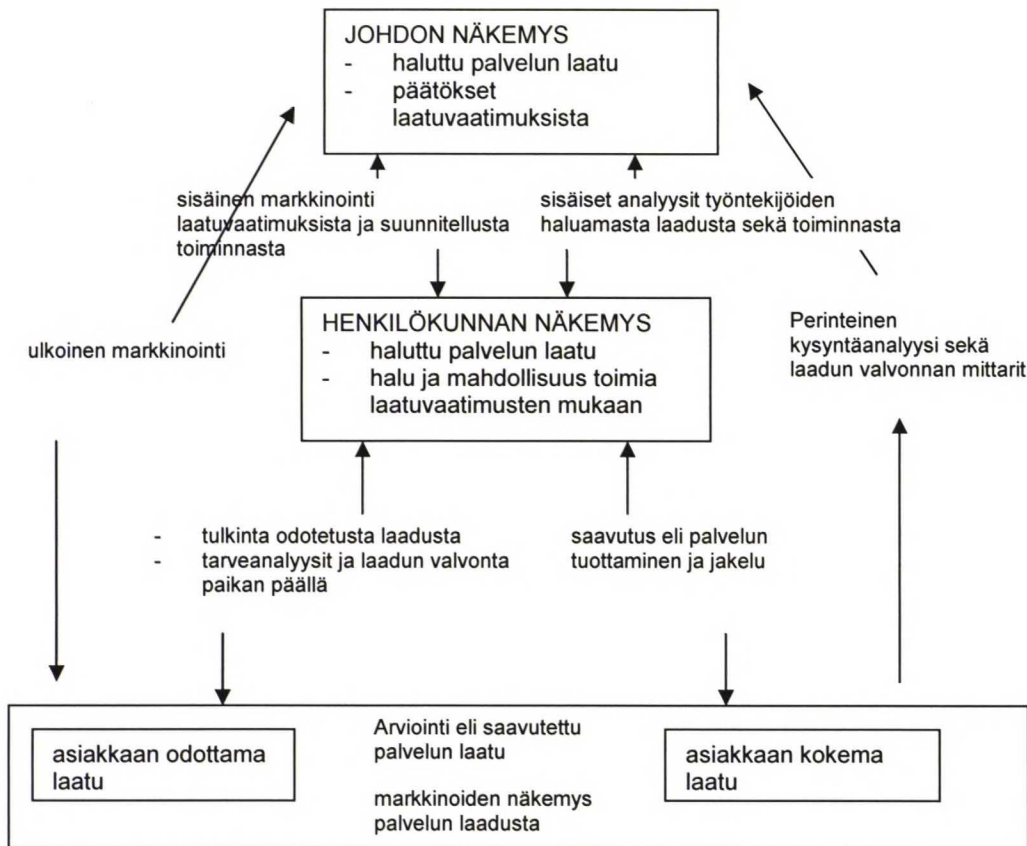 JOHDON NÄKEMYS
- haluttu palvelun laatu
- päätökset
laatuvaatimuksista
sisäinen markkinointi
laatuvaatimuksista ja suunnitellusta
toiminnasta
sisäiset analyysit työntekijöiden
haluamasta laadusta sekä toiminnasta
HENKILÖKUNNAN NÄKEMYS
- haluttu palvelun laatu
- halu ja mahdollisuus toimia
laatuvaatimusten mukaan
ulkoinen markkinointi
Perinteinen
kysyntäanalyysi sekä
laadun valvonnan mittarit
- tulkinta odotetusta laadusta
- tarveanalyysit ja laadun valvonta
paikan päällä
saavutus eli palvelun
tuottaminen ja jakelu
asiakkaan odottama
laatu
Arviointi eli saavutettu
palvelun laatu
markkinoiden näkemys
palvelun laadusta
asiakkaan kokema
laatu